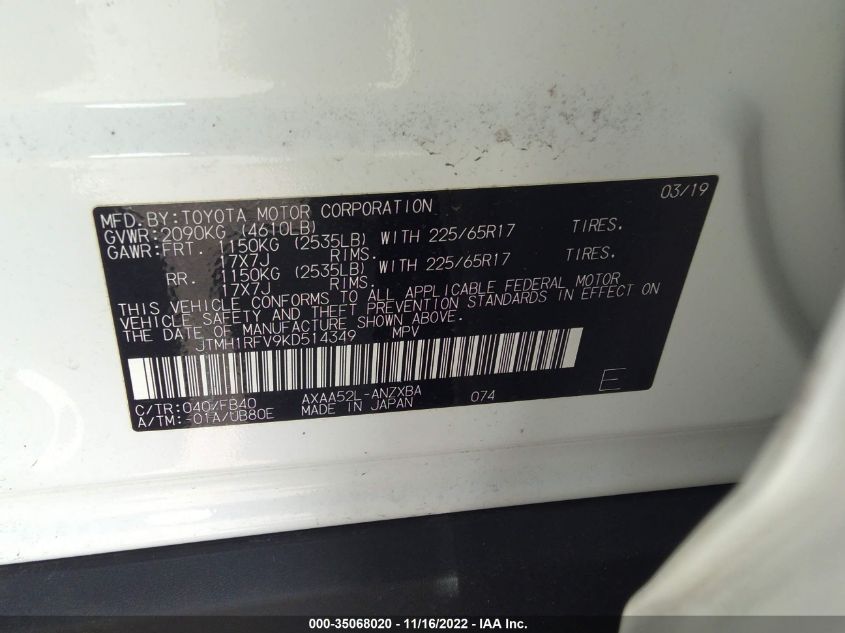 MFD.BY:TOYOTA MOTOR CORPORATION 03/19
GVWR:2090KG (4610LB)
GAWR:FRT. 1150KG (2535LB) WITH 225/65R17 TIRES.
17X7J RIMS.
RR. 1150KG (2535LB) WITH 225/65R17 TIRES.
17X7J RIMS.
THIS VEHICLE CONFORMS TO ALL APPLICABLE FEDERAL MOTOR
VEHICLE SAFETY AND THEFT PREVENTION STANDARDS IN EFFECT ON
THE DATE OF MANUFACTURE SHOWN ABOVE.
JTMH1RFV9KD514349 MPV
C/TR:040/FB40 AXAA52L-ANZXBA 074 E
A/TM:-01A/UB80E MADE IN JAPAN
000-35068020 - 11/16/2022 - IAA Inc.